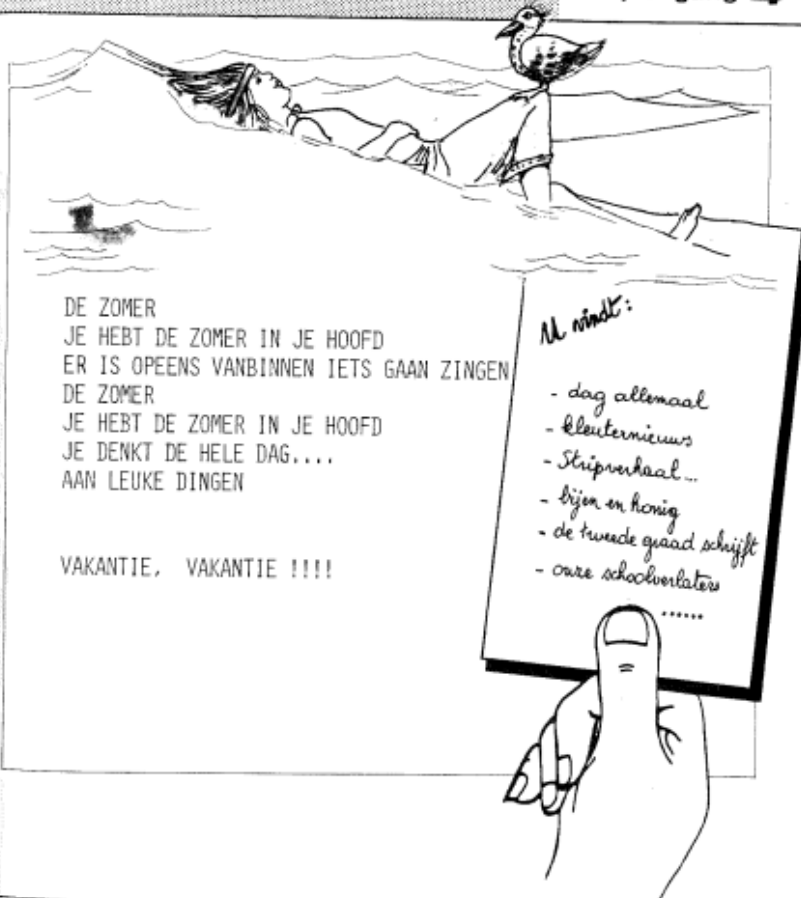 DE ZOMER
JE HEBT DE ZOMER IN JE HOOFD
ER IS OPEENS VANBINNEN IETS GAAN ZINGEN
DE ZOMER
JE HEBT DE ZOMER IN JE HOOFD
JE DENKT DE HELE DAG....
AAN LEUKE DINGEN
VAKANTIE, VAKANTIE !!!!
U vindt:
- dag allemaal
- kleuternieuws
- Stripverhaal...
- bijen en honig
- de tweede graad schrijft
- onze schoolverlaters
......